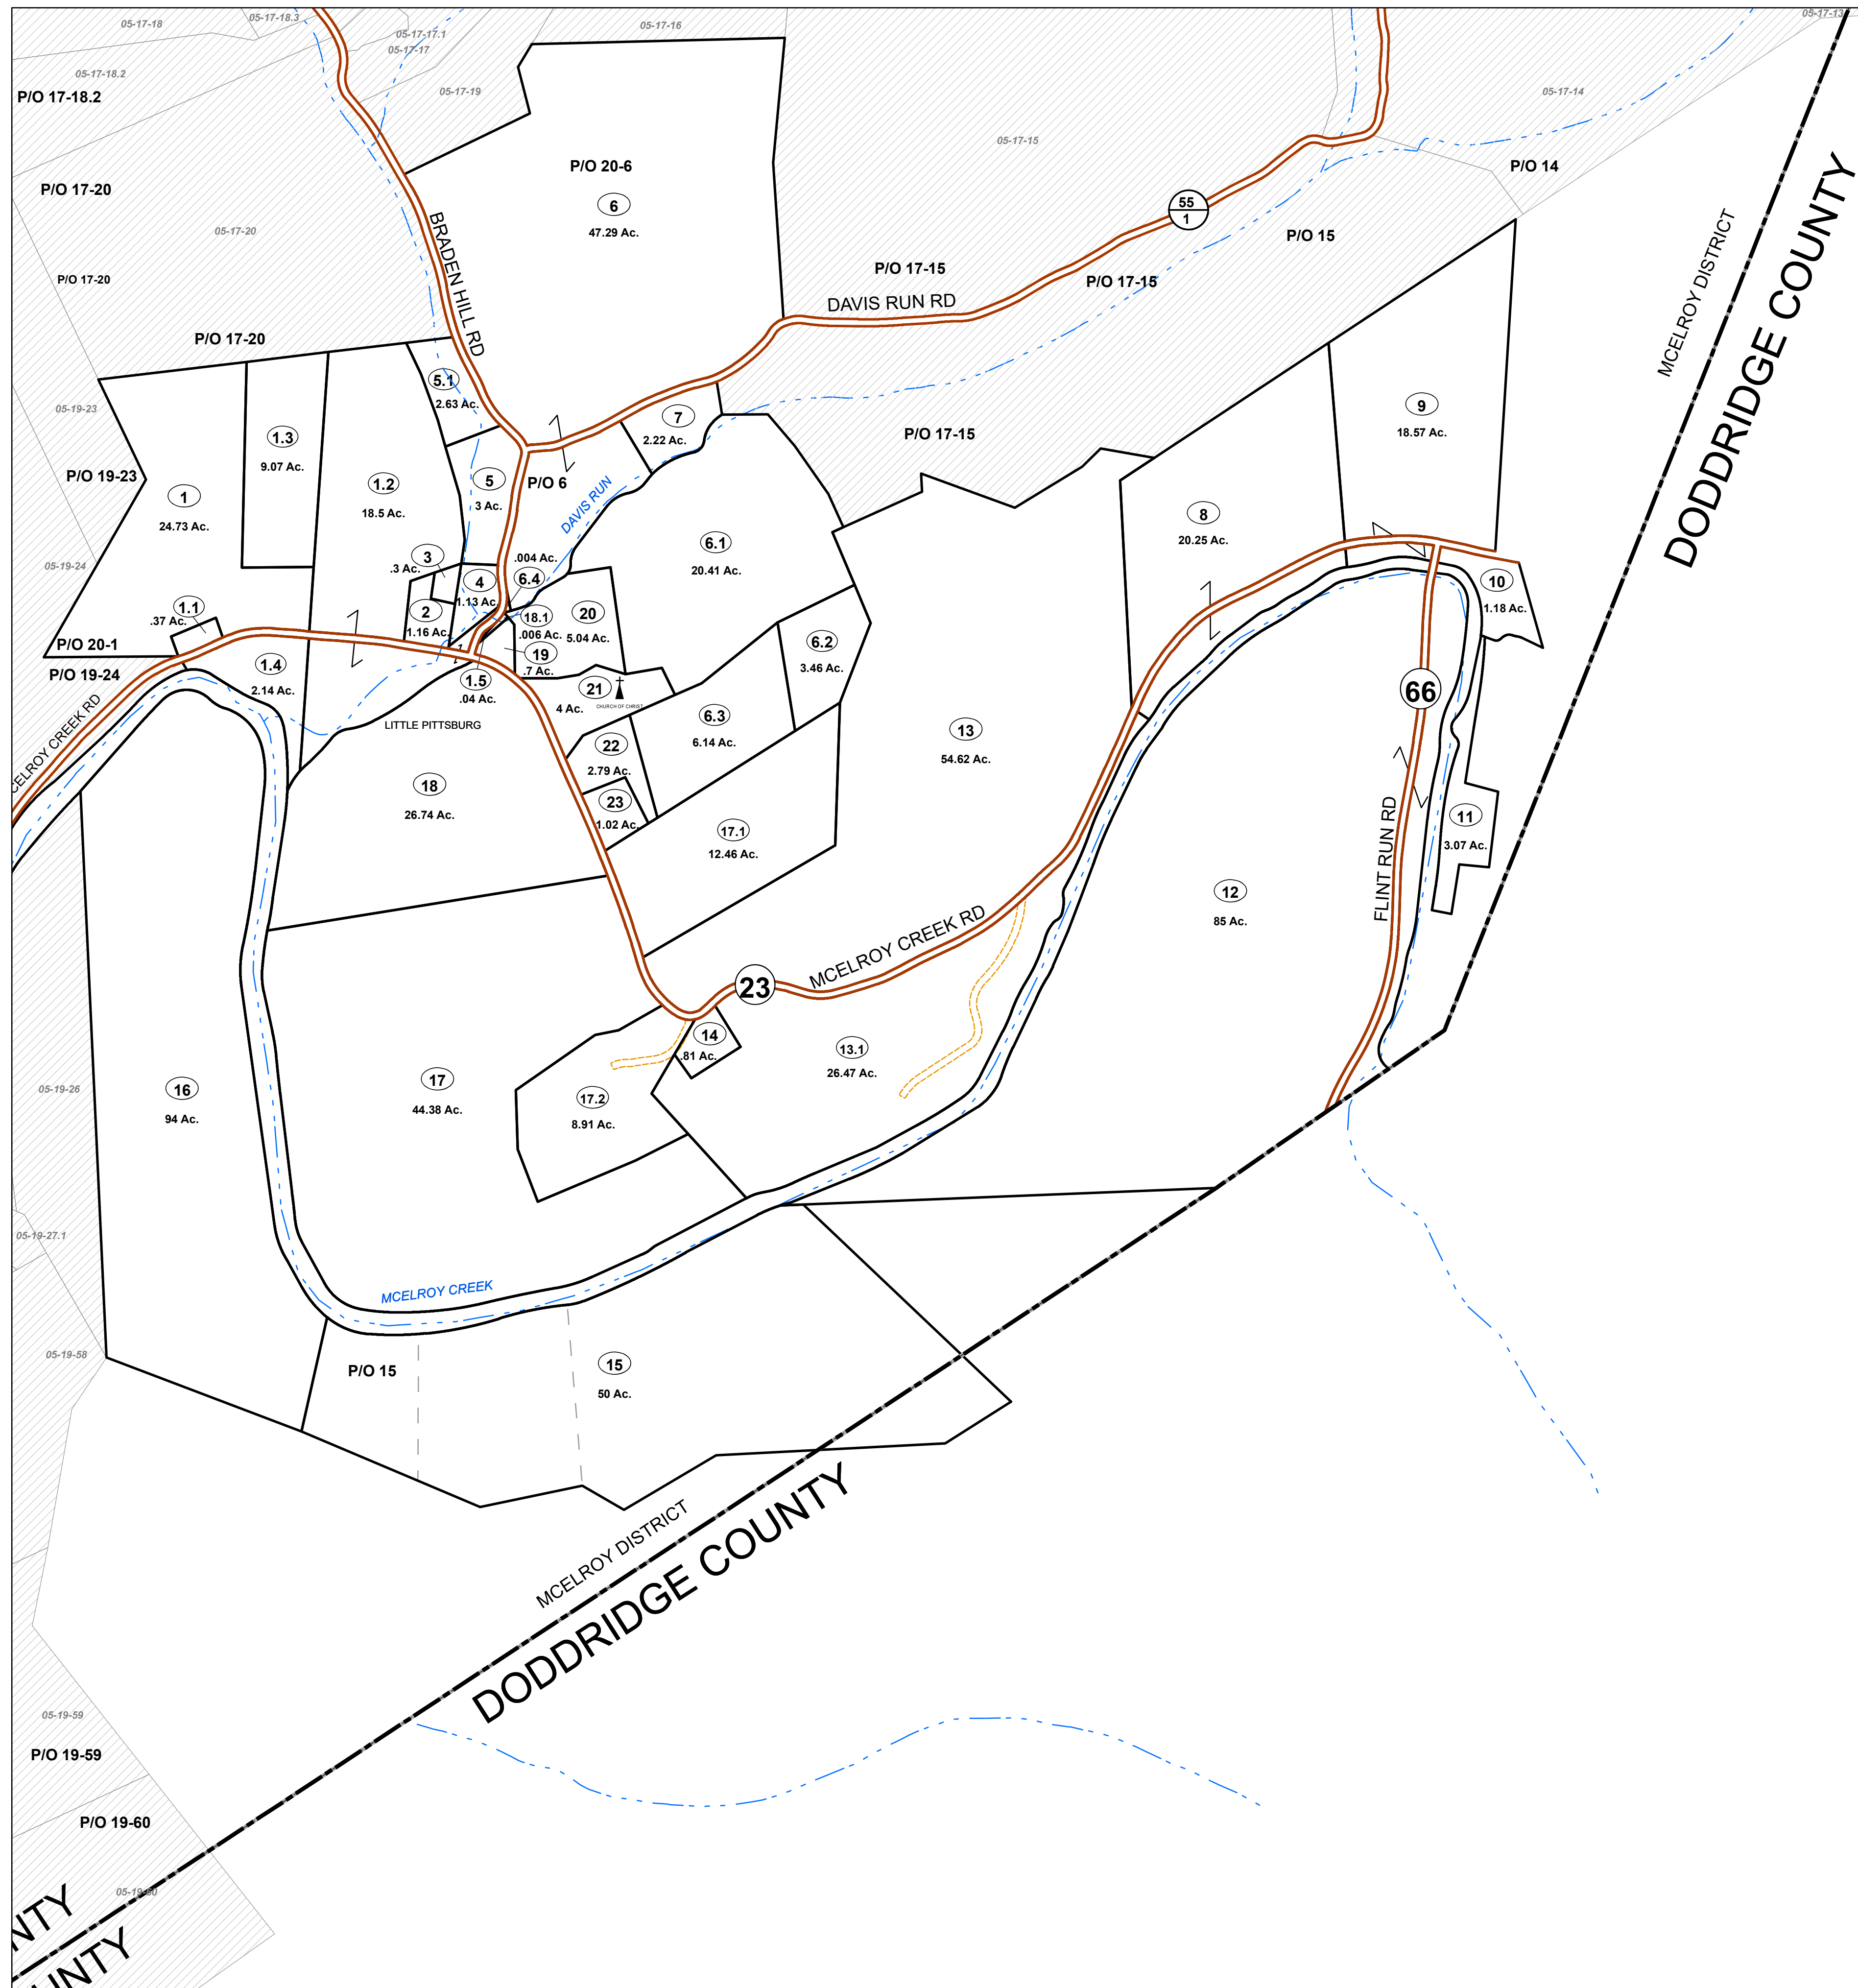 05-17-18
05-17-18.3
05-17-17.1
05-17-17
05-17-16
05-17-13
05-17-18.2
P/O 17-18.2
05-17-19
05-17-15
05-17-14
P/O 20-6
P/O 14
P/O 17-20
6
47.29 Ac.
55
1
MCELROY DISTRICT
DODDRIDGE COUNTY
05-17-20
BRADEN HILL RD
P/O 15
P/O 17-20
P/O 17-15
P/O 17-15
DAVIS RUN RD
P/O 17-20
5.1
2.63 Ac.
05-19-23
7
2.22 Ac.
9
18.57 Ac.
1.3
9.07 Ac.
P/O 17-15
P/O 19-23
1
24.73 Ac.
1.2
18.5 Ac.
5
3 Ac.
P/O 6
DAVIS RUN
8
20.25 Ac.
6.1
20.41 Ac.
05-19-24
3
.3 Ac.
.004 Ac.
6.4
4
1.13 Ac.
10
1.18 Ac.
1.1
.37 Ac.
2
1.16 Ac.
18.1
.006 Ac.
20
5.04 Ac.
P/O 20-1
19
.7 Ac.
6.2
3.46 Ac.
P/O 19-24
1.4
2.14 Ac.
1.5
.04 Ac.
21
4 Ac.
CHURCH OF CHRIST
66
LITTLE PITTSBURG
6.3
6.14 Ac.
13
54.62 Ac.
CELROY CREEK RD
22
2.79 Ac.
18
26.74 Ac.
23
1.02 Ac.
17.1
12.46 Ac.
11
3.07 Ac.
FLINT RUN RD
12
85 Ac.
MCELROY CREEK RD
23
14
.81 Ac.
13.1
26.47 Ac.
05-19-26
16
94 Ac.
17
44.38 Ac.
17.2
8.91 Ac.
05-19-27.1
MCELROY CREEK
05-19-58
P/O 15
15
50 Ac.
MCELROY DISTRICT
DODDRIDGE COUNTY
05-19-59
P/O 19-59
P/O 19-60
05-19-60
NTY
UNTY